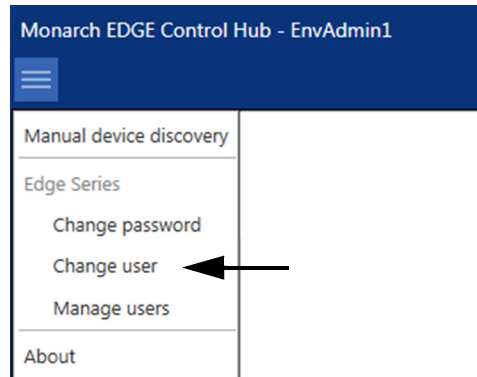 Monarch EDGE Control Hub - EnvAdmin1
Manual device discovery
Edge Series
Change password
Change user
Manage users
About